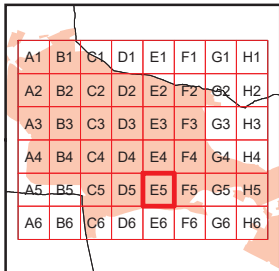 A1 B1 C1 D1 E1 F1 G1 H1
A2 B2 C2 D2 E2 F2 G2 H2
A3 B3 C3 D3 E3 F3 G3 H3
A4 B4 C4 D4 E4 F4 G4 H4
A5 B5 C5 D5 E5 F5 G5 H5
A6 B6 C6 D6 E6 F6 G6 H6